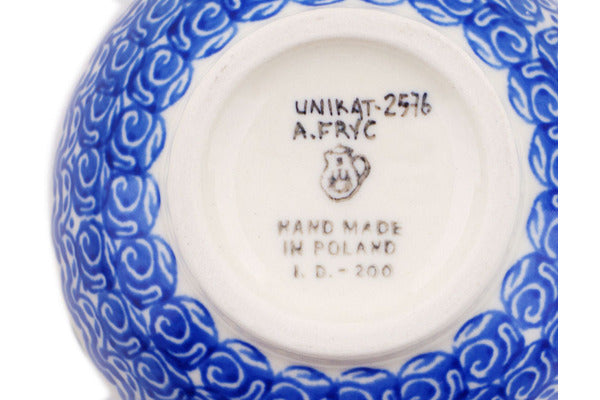 UNIKAT-2576
A.FRYC
HAND MADE
IN POLAND
I. D. - 200